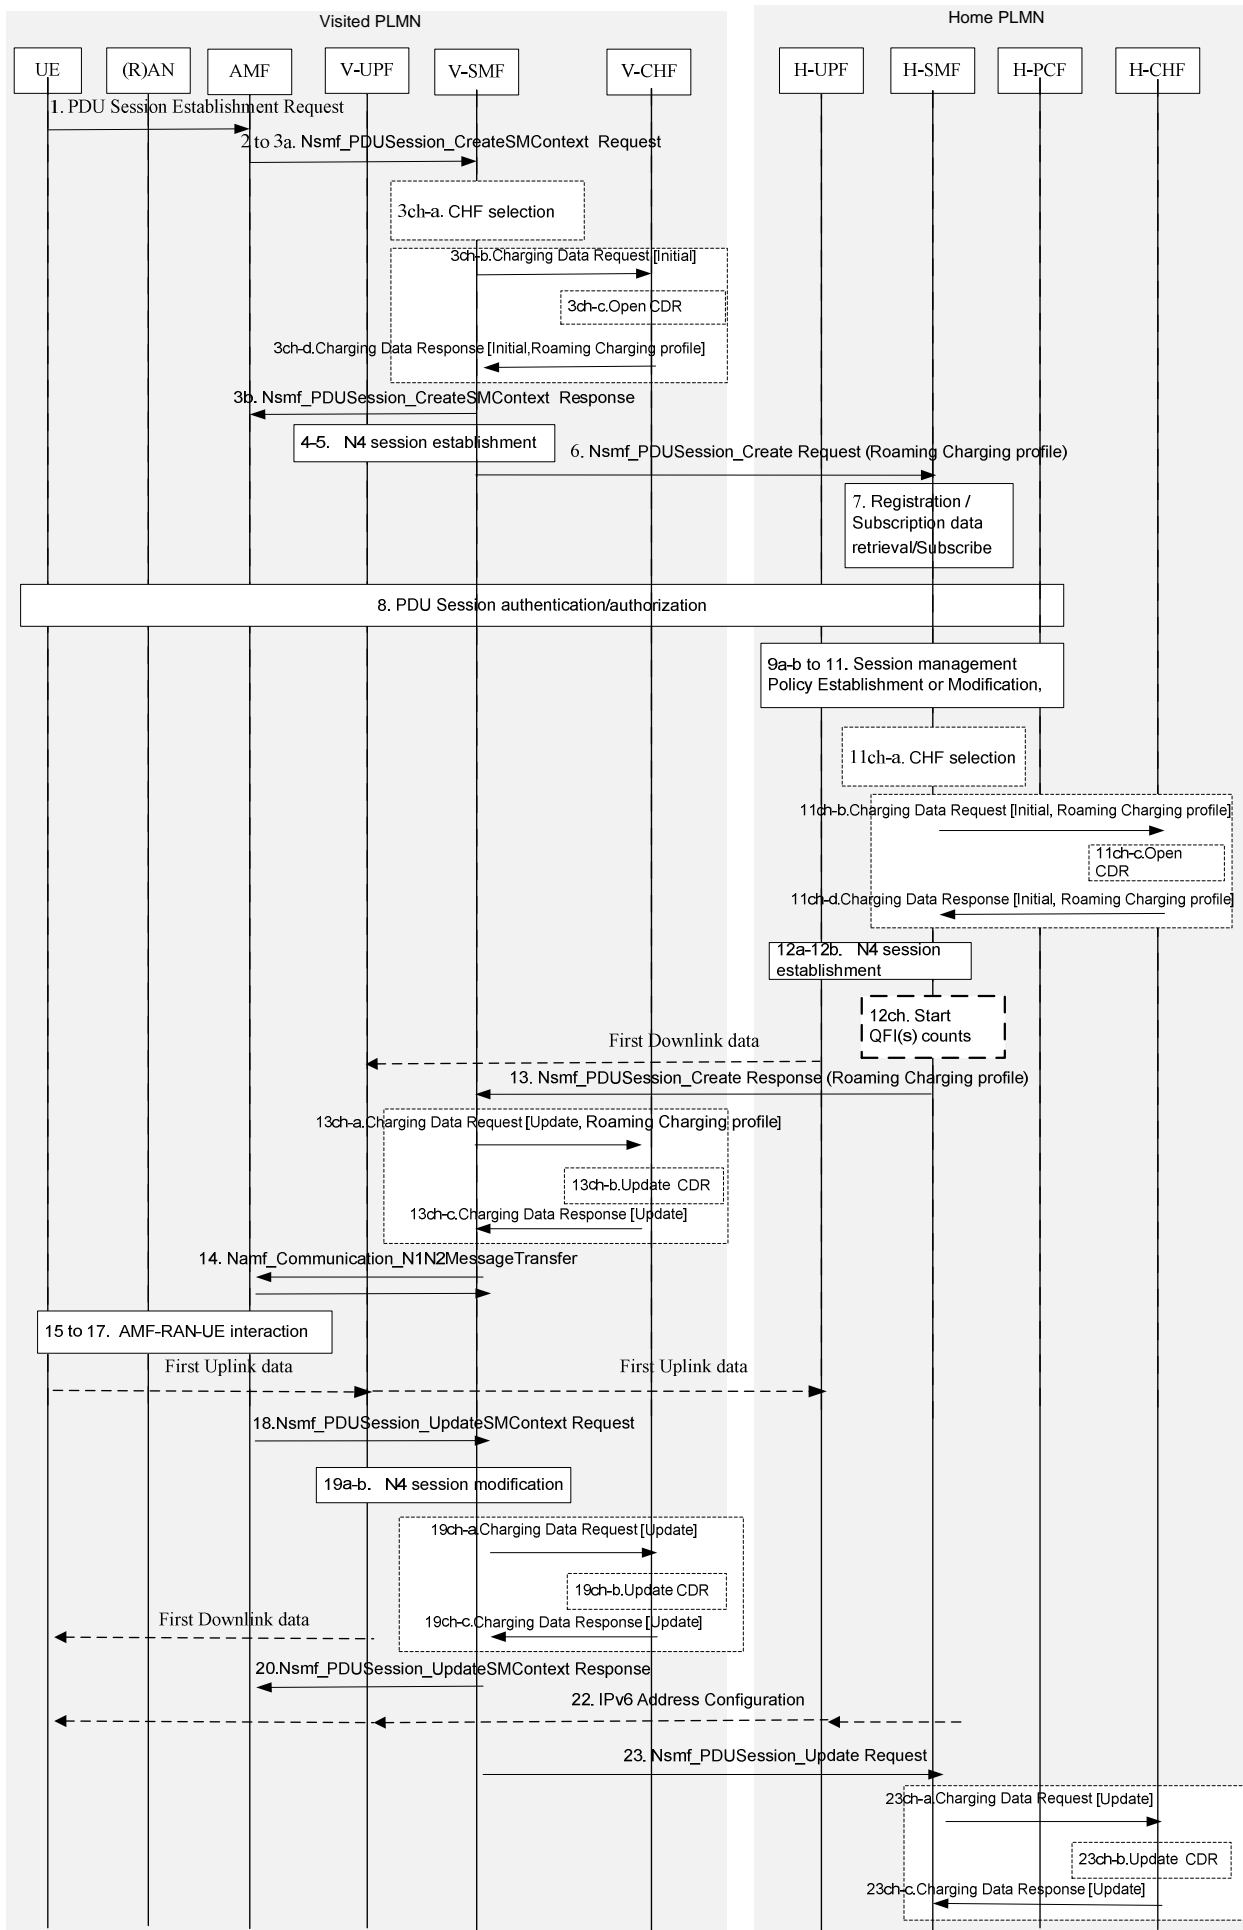 Visited PLMN
Home PLMN
UE
(R)AN
AMF
V-UPF
V-SMF
V-CHF
H-UPF
H-SMF
H-PCF
H-CHF
1. PDU Session Establishment Request
2 to 3a. Nsmf_PDUSession_CreateSMContext Request
3ch-a. CHF selection
3ch-b.Charging Data Request [Initial]
3ch-c.Open CDR
3ch-d.Charging Data Response [Initial,Roaming Charging profile]
3b. Nsmf_PDUSession_CreateSMContext Response
4-5. N4 session establishment
6. Nsmf_PDUSession_Create Request (Roaming Charging profile)
7. Registration /
Subscription data
retrieval/Subscribe
8. PDU Session authentication/authorization
9a-b to 11. Session management
Policy Establishment or Modification,
11ch-a. CHF selection
11ch-b.Charging Data Request [Initial, Roaming Charging profile]
11ch-c.Open
CDR
11ch-d.Charging Data Response [Initial, Roaming Charging profile]
12a-12b. N4 session
establishment
12ch. Start
QFI(s) counts
First Downlink data
13. Nsmf_PDUSession_Create Response (Roaming Charging profile)
13ch-a.Charging Data Request [Update, Roaming Charging profile]
13ch-b.Update CDR
13ch-c.Charging Data Response [Update]
14. Namf_Communication_N1N2MessageTransfer
15 to 17. AMF-RAN-UE interaction
First Uplink data
First Uplink data
18.Nsmf_PDUSession_UpdateSMContext Request
19a-b. N4 session modification
19ch-a.Charging Data Request [Update]
19ch-b.Update CDR
19ch-c.Charging Data Response [Update]
First Downlink data
20.Nsmf_PDUSession_UpdateSMContext Response
22. IPv6 Address Configuration
23. Nsmf_PDUSession_Update Request
23ch-a.Charging Data Request [Update]
23ch-b.Update CDR
23ch-c.Charging Data Response [Update]